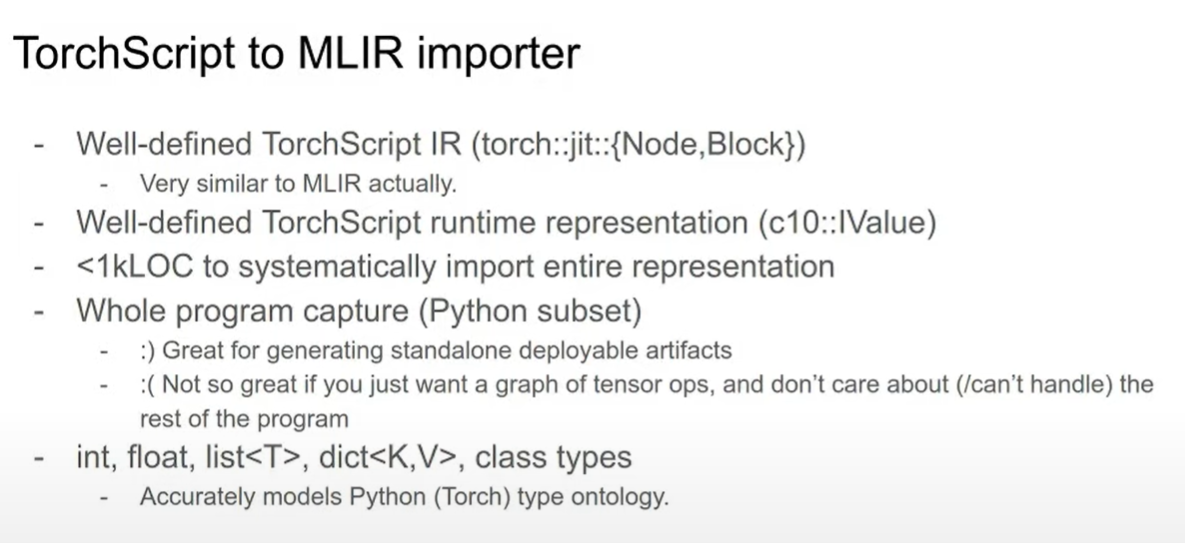 TorchScript to MLIR importer
- Well-defined TorchScript IR (torch::jit::{Node,Block})
- Very similar to MLIR actually.
- Well-defined TorchScript runtime representation (c10::IValue)
- <1kLOC to systematically import entire representation
- Whole program capture (Python subset)
- :) Great for generating standalone deployable artifacts
- :( Not so great if you just want a graph of tensor ops, and don’t care about (/can’t handle) the
rest of the program
- int, float, list<T>, dict<K,V>, class types
- Accurately models Python (Torch) type ontology.